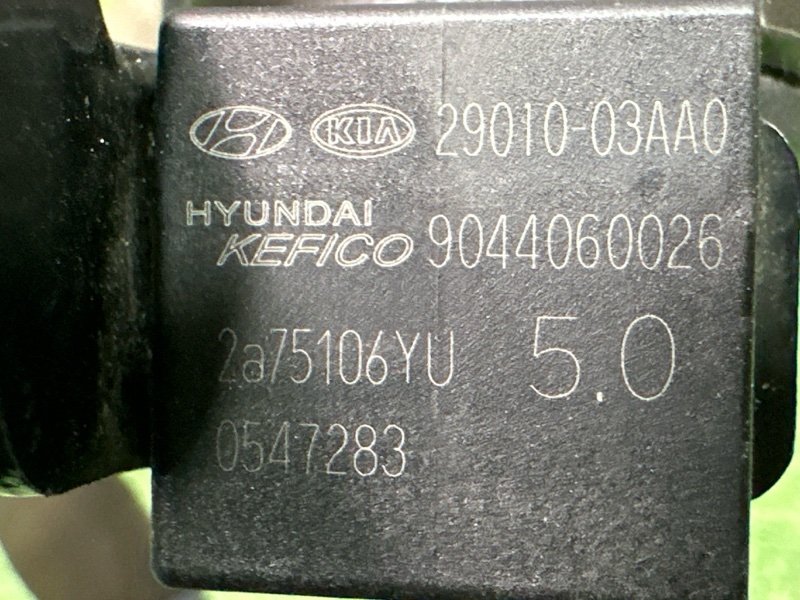 KIA 29010-03AA0
HYUNDAI
KEFICO 9044060026
2a75106YU 5.0
0547283